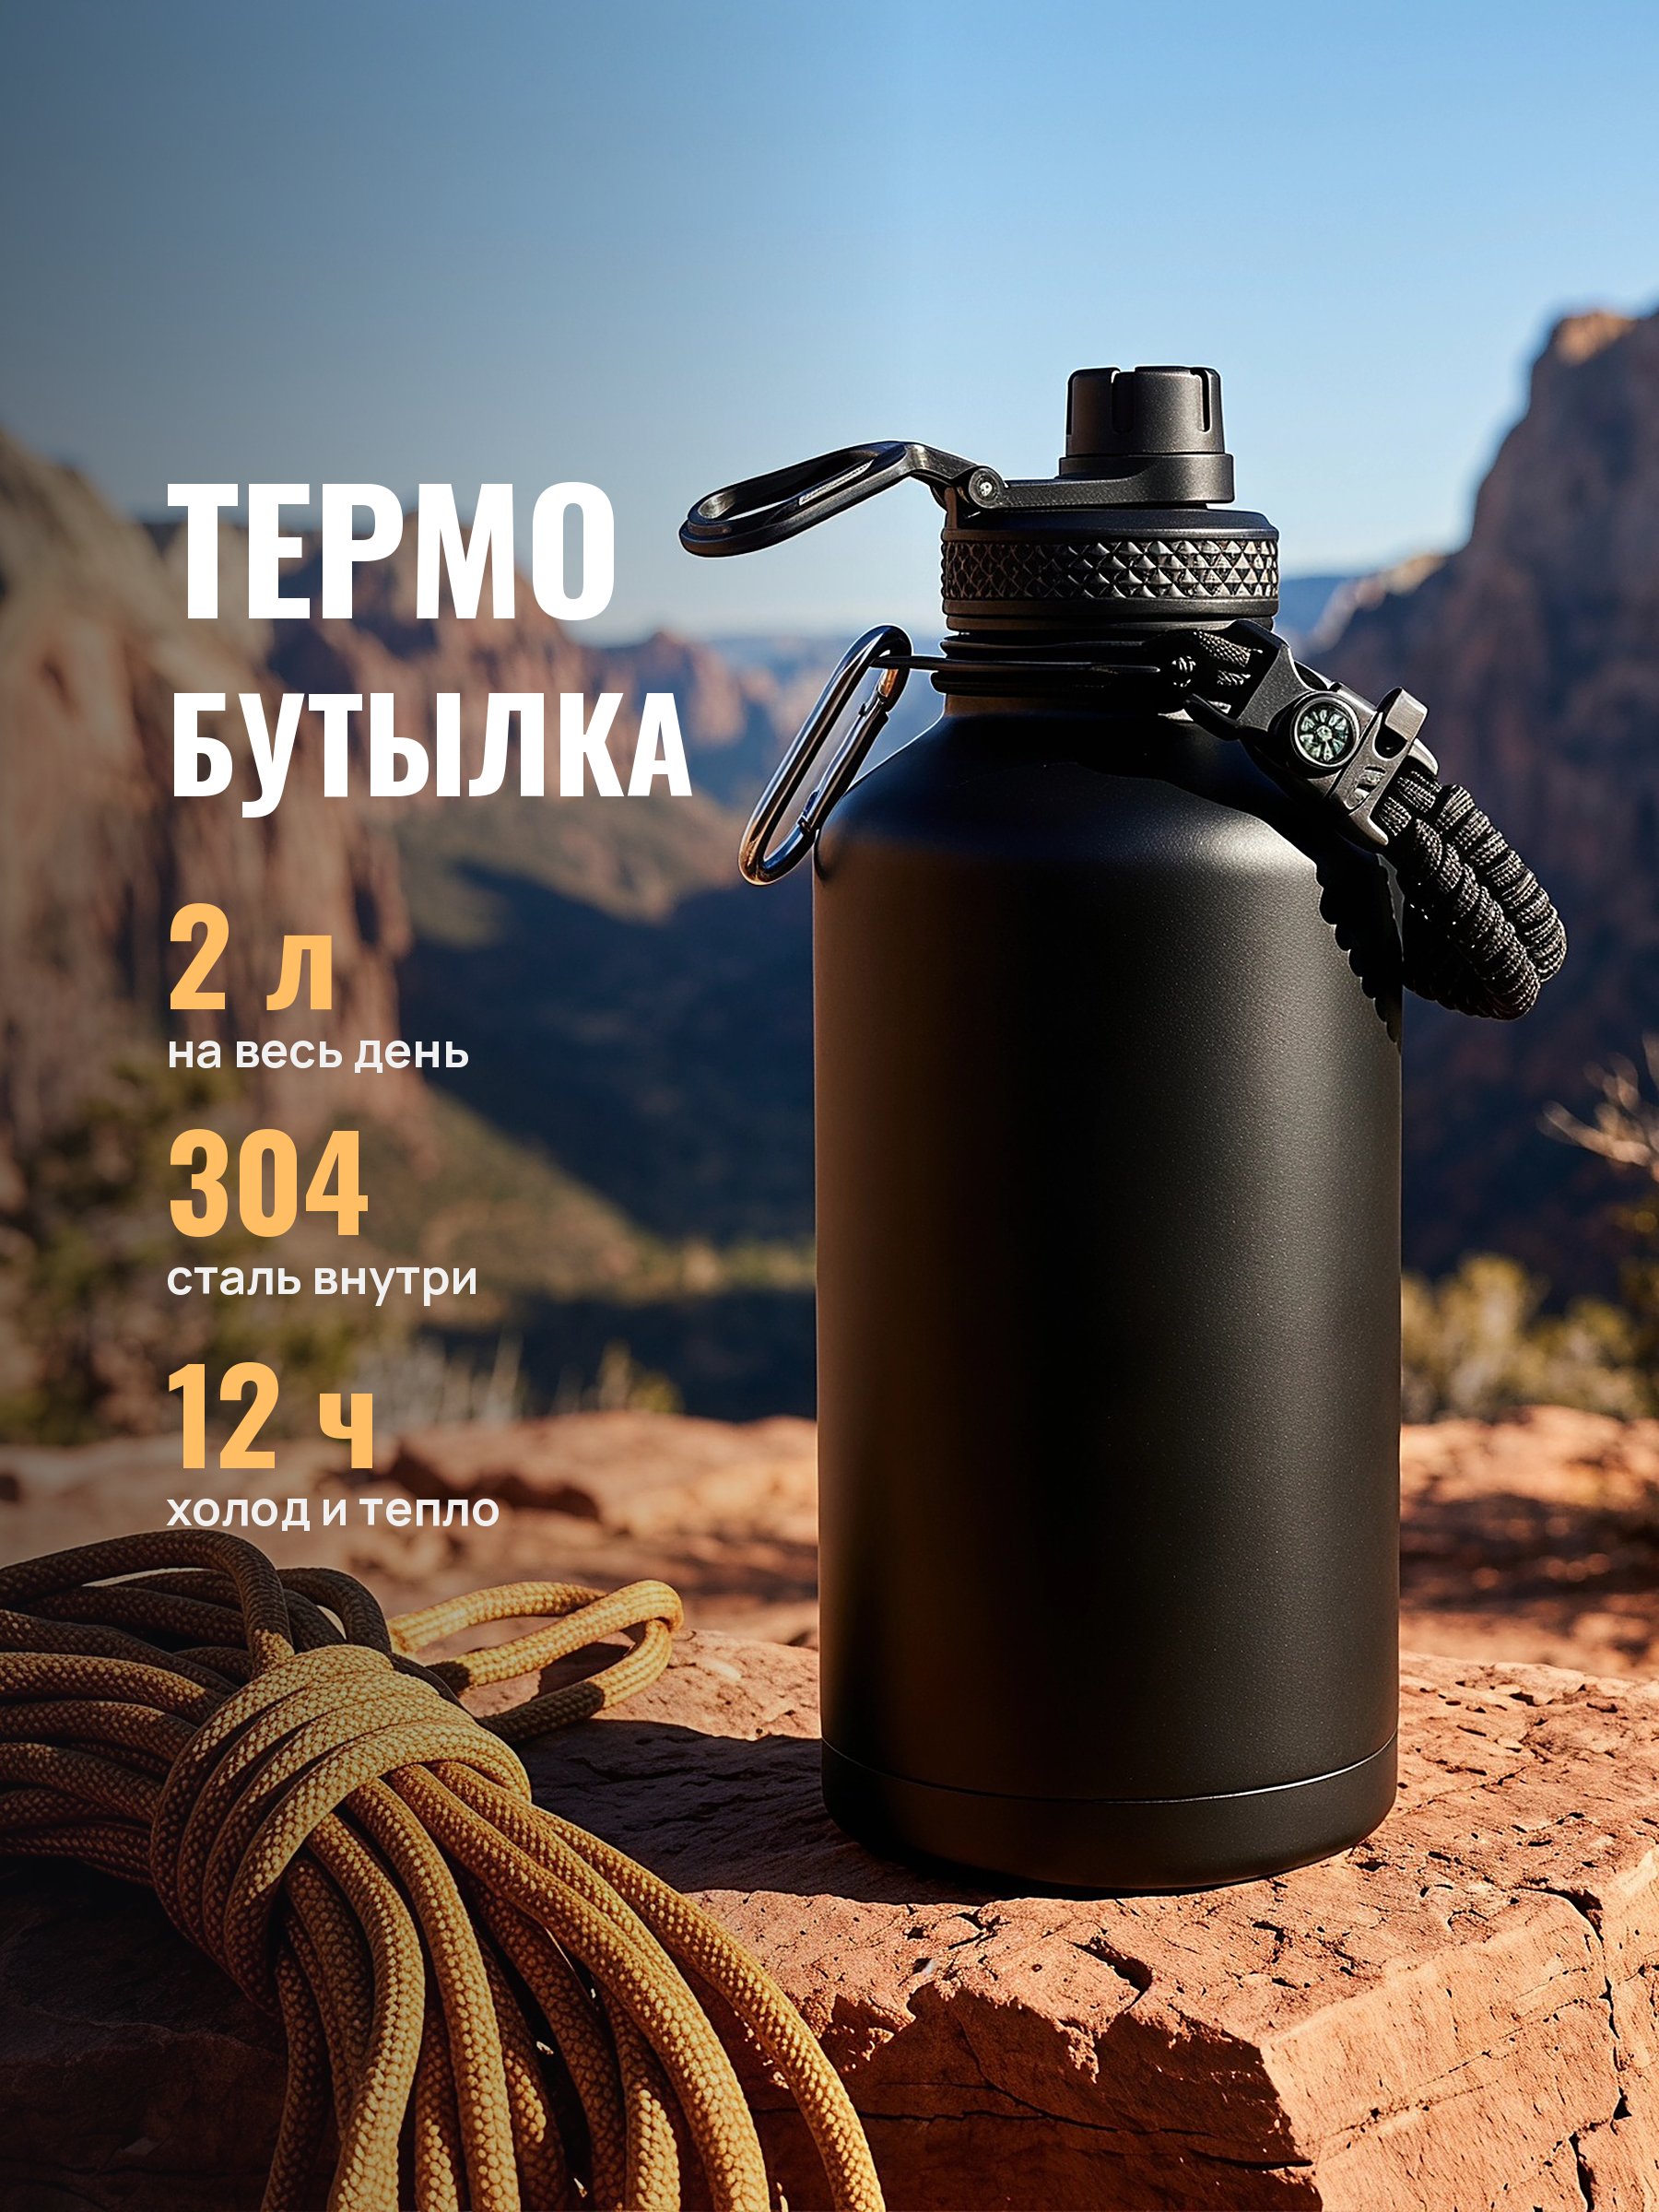 ТЕРМО
БУТЫЛКА
2 л
на весь день
304
сталь внутри
12 ч
холод и тепло